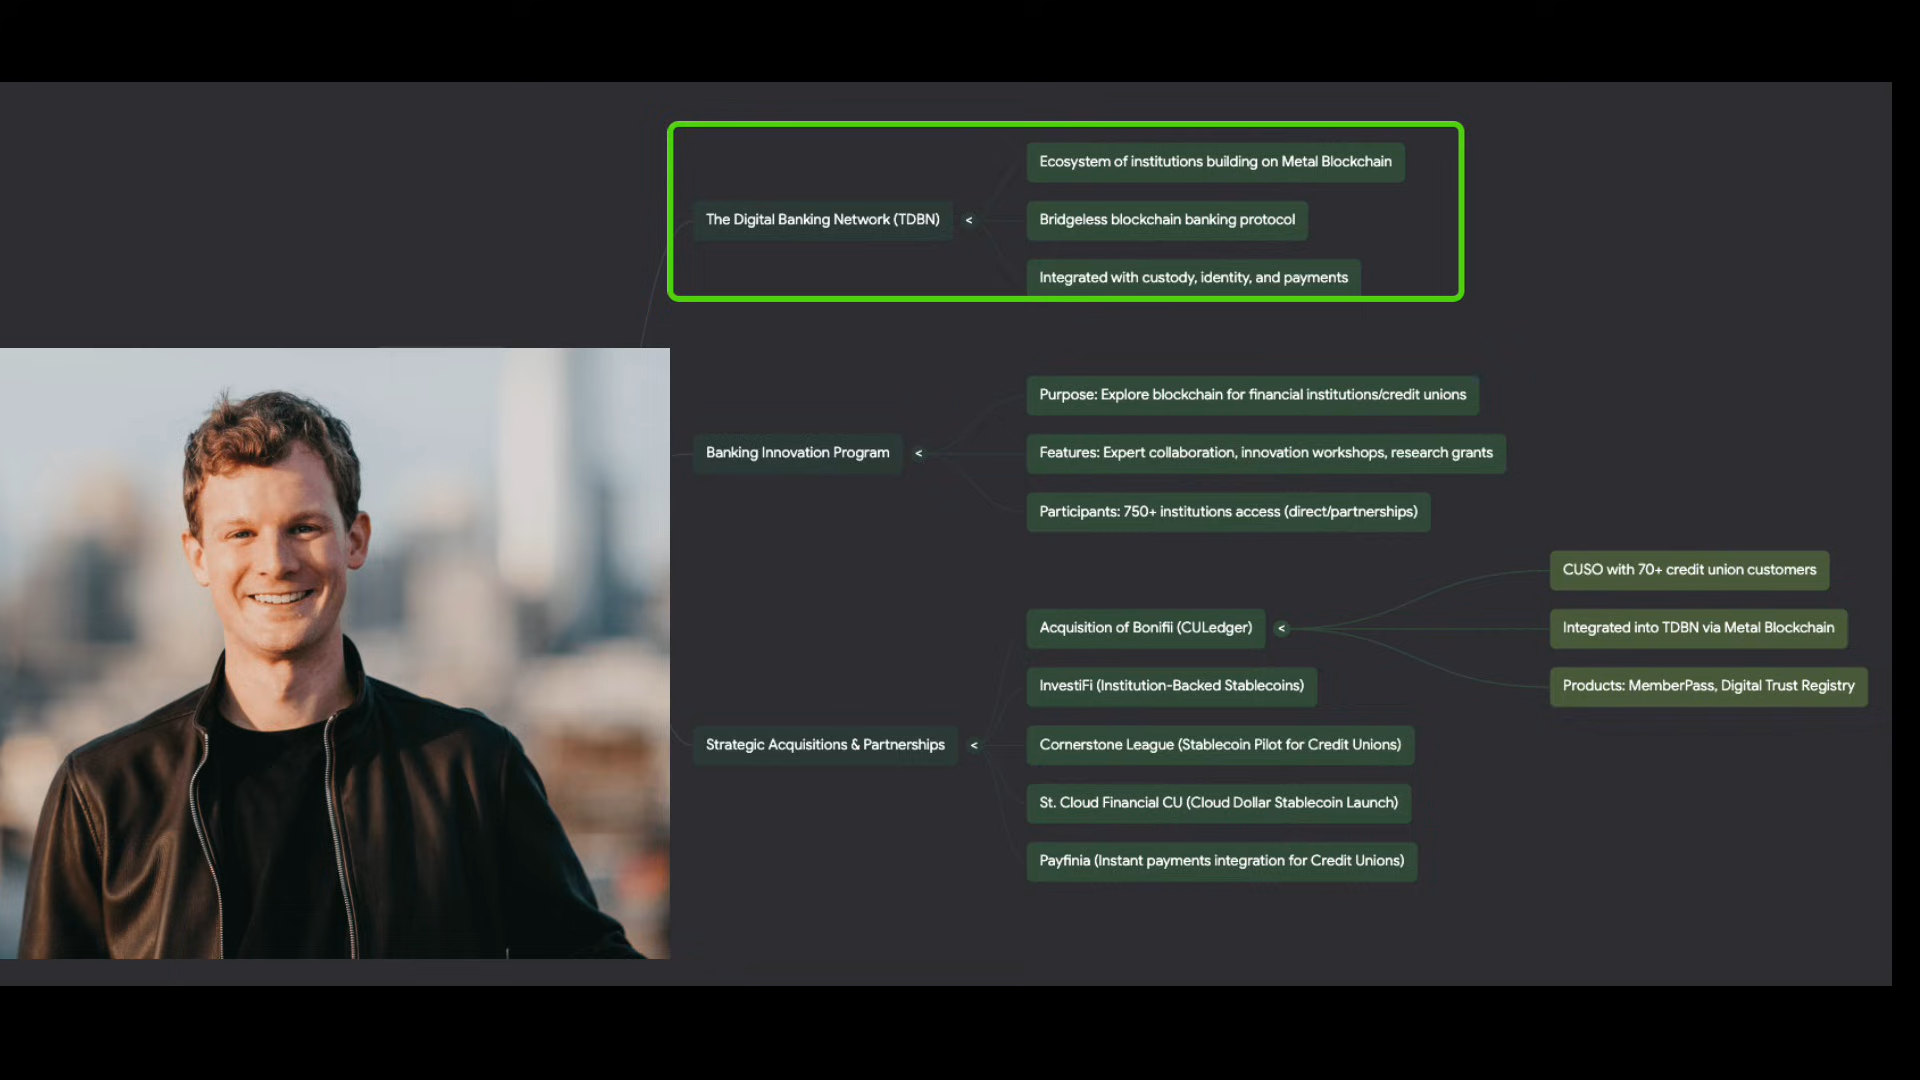 The Digital Banking Network (TDBN)
<
Ecosystem of institutions building on Metal Blockchain
Bridgeless blockchain banking protocol
Integrated with custody, identity, and payments
Banking Innovation Program
<
Purpose: Explore blockchain for financial institutions/credit unions
Features: Expert collaboration, innovation workshops, research grants
Participants: 750+ institutions access (direct/partnerships)
Strategic Acquisitions & Partnerships
<
Acquisition of Bonifii (CULedger)
<
CUSO with 70+ credit union customers
Integrated into TDBN via Metal Blockchain
Products: MemberPass, Digital Trust Registry
InvestiFi (Institution-Backed Stablecoins)
Cornerstone League (Stablecoin Pilot for Credit Unions)
St. Cloud Financial CU (Cloud Dollar Stablecoin Launch)
Payfinia (Instant payments integration for Credit Unions)